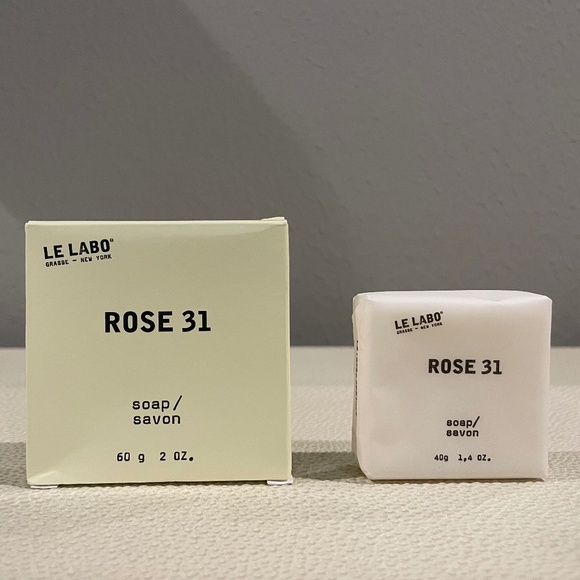 LE LABO®
GRASSE — NEW YORK
ROSE 31
soap/
savon
60 g 2 OZ.
LE LABO®
GRASSE — NEW YORK
ROSE 31
soap/
savon
40g 1,4 OZ.